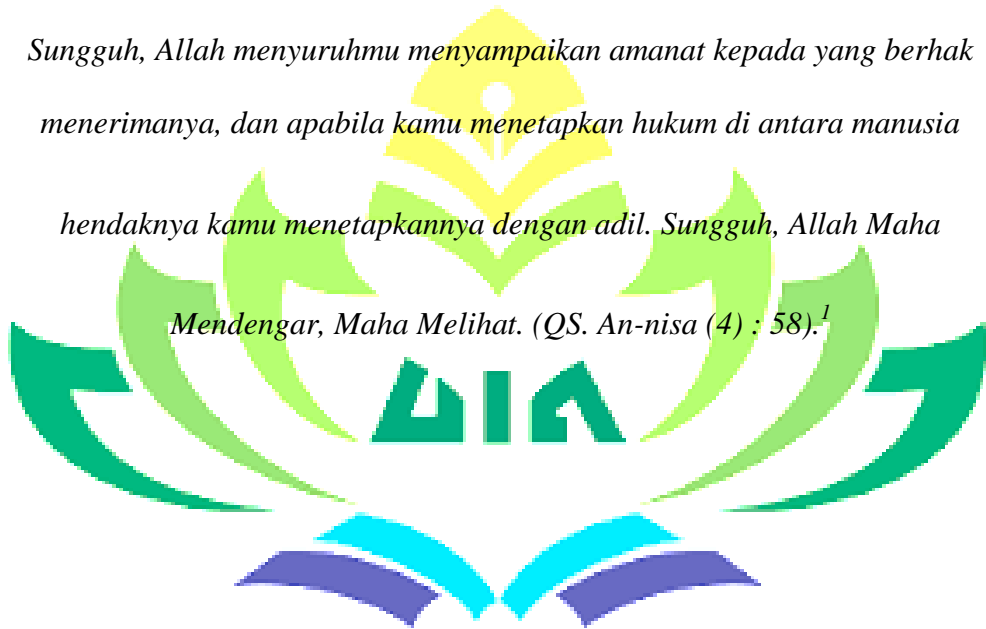 Sungguh, Allah menyuruhmu menyampaikan amanat kepada yang berhak
menerimanya, dan apabila kamu menetapkan hukum di antara manusia
hendaknya kamu menetapkannya dengan adil. Sungguh, Allah Maha
Mendengar, Maha Melihat. (QS. An-nisa (4) : 58).¹
UIN